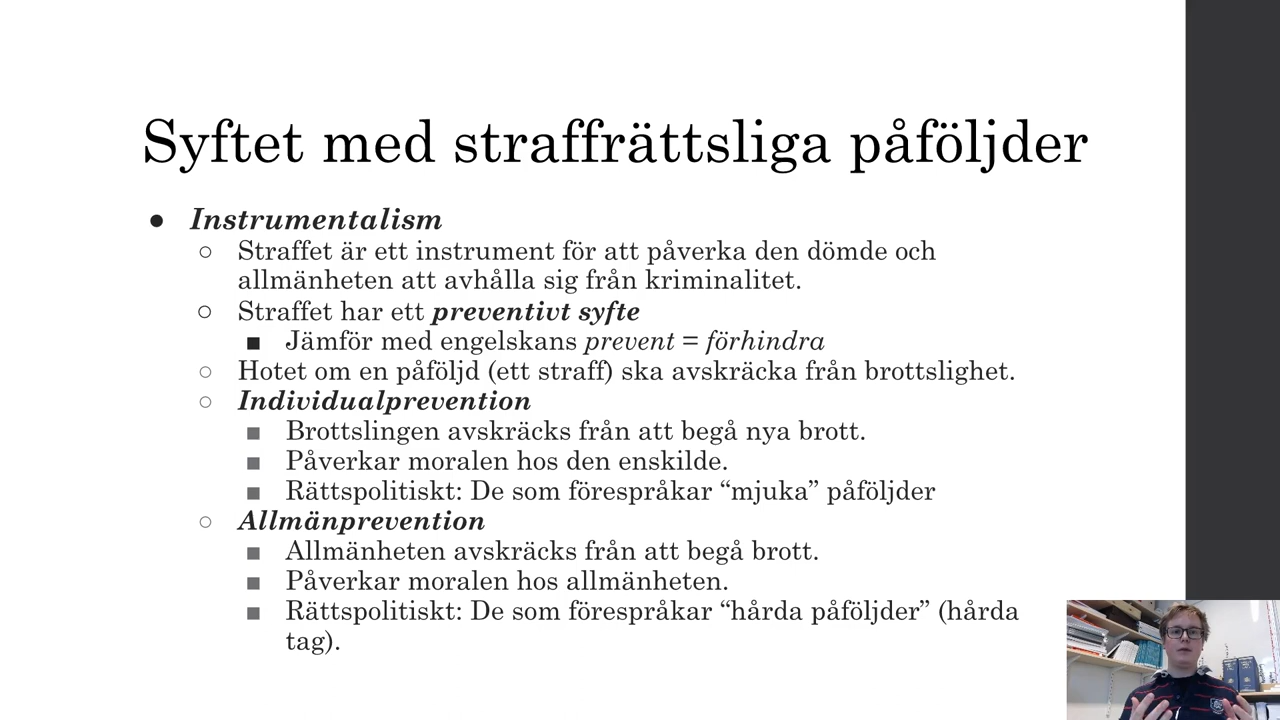 Syftet med straffrättsliga påföljder
● Instrumentalism
○ Straffet är ett instrument för att påverka den dömde och
allmänheten att avhålla sig från kriminalitet.
○ Straffet har ett preventivt syfte
■ Jämför med engelskans prevent = förhindra
○ Hotet om en påföljd (ett straff) ska avskräcka från brottslighet.
○ Individualprevention
■ Brottslingen avskräcks från att begå nya brott.
■ Påverkar moralen hos den enskilde.
■ Rättspolitiskt: De som förespråkar “mjuka” påföljder
○ Allmänprevention
■ Allmänheten avskräcks från att begå brott.
■ Påverkar moralen hos allmänheten.
■ Rättspolitiskt: De som förespråkar “hårda påföljder” (hårda
tag).